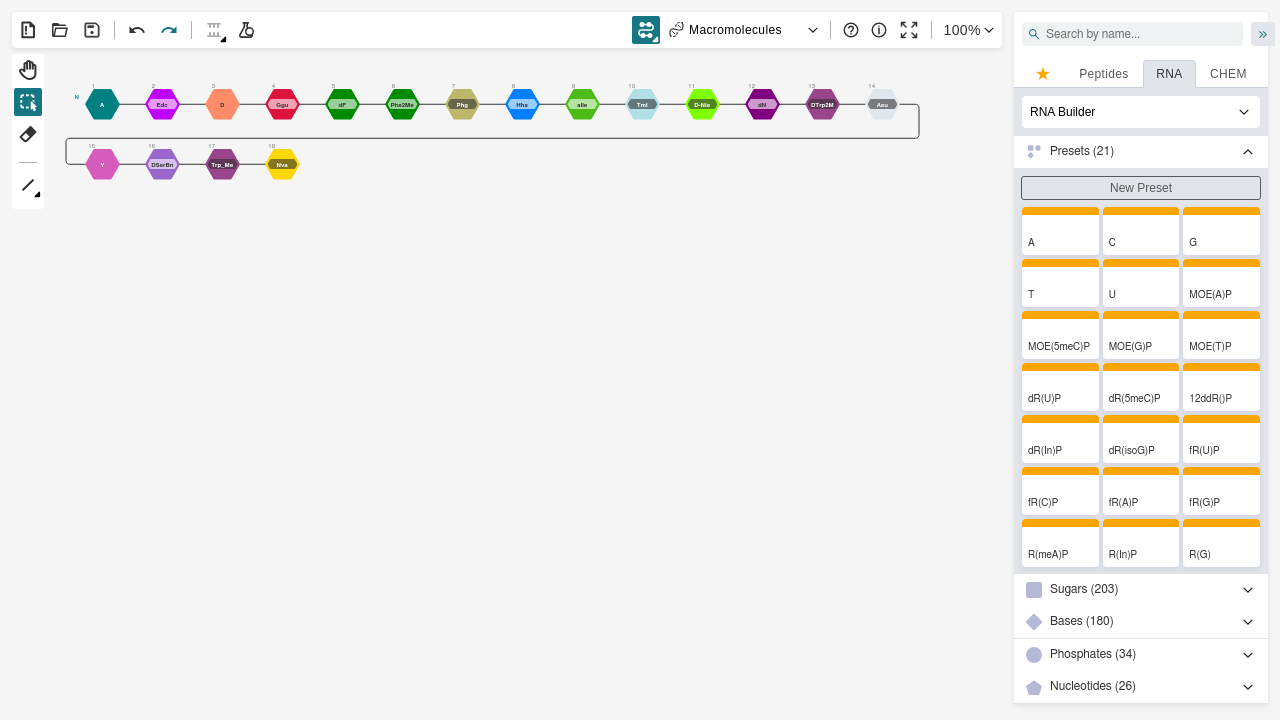 Macromolecules
100%
Search by name...
Peptides RNA CHEM
RNA Builder
Presets (21)
New Preset
A C G
T U MOE(A)P
MOE(5meC)P MOE(G)P MOE(T)P
dR(U)P dR(5meC)P 12ddR()P
dR(In)P dR(isoG)P fR(U)P
fR(C)P fR(A)P fR(G)P
R(meA)P R(In)P R(G)
Sugars (203)
Bases (180)
Phosphates (34)
Nucleotides (26)
1 2 3 4 5 6 7 8 9 10 11 12 13 14
N A Edc D Ggu dF Phe2Me Phg Hha aIle Tml D-Nle dN DTrp2M Asu
15 16 17 18
Y DSerBn Trp_Me Nva